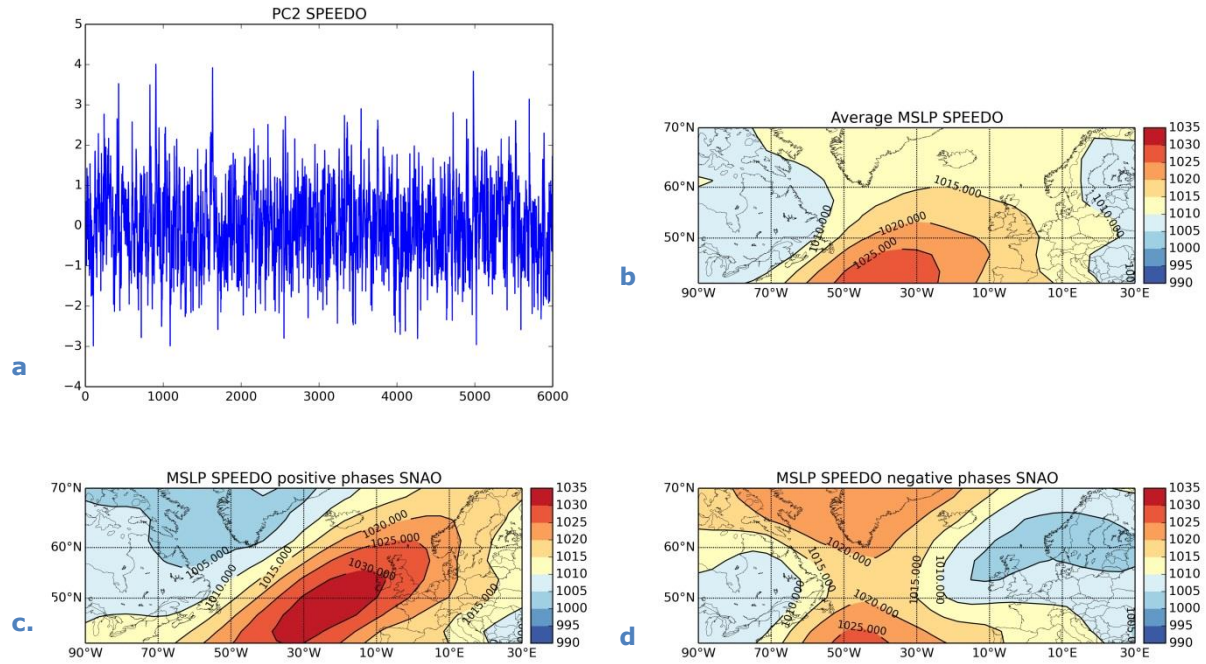 PC2 SPEEDO
5
4
3
2
1
0
−1
−2
−3
−4
0 1000 2000 3000 4000 5000 6000
a
Average MSLP SPEEDO
70°N
60°N
50°N
90°W 70°W 50°W 30°W 10°W 10°E 30°E
1010.000
1015.000
1020.000
1025.000
1010.000
1035
1030
1025
1020
1015
1010
1005
1000
995
990
b
MSLP SPEEDO positive phases SNAO
70°N
60°N
50°N
90°W 70°W 50°W 30°W 10°W 10°E 30°E
1005.000
1010.000
1015.000
1020.000
1025.000
1030.000
1015.000
1035
1030
1025
1020
1015
1010
1005
1000
995
990
c.
MSLP SPEEDO negative phases SNAO
70°N
60°N
50°N
90°W 70°W 50°W 30°W 10°W 10°E 30°E
1020.000
1015.000
1010.000
1015.000
1010.000
1020.000
1025.000
1035
1030
1025
1020
1015
1010
1005
1000
995
990
d